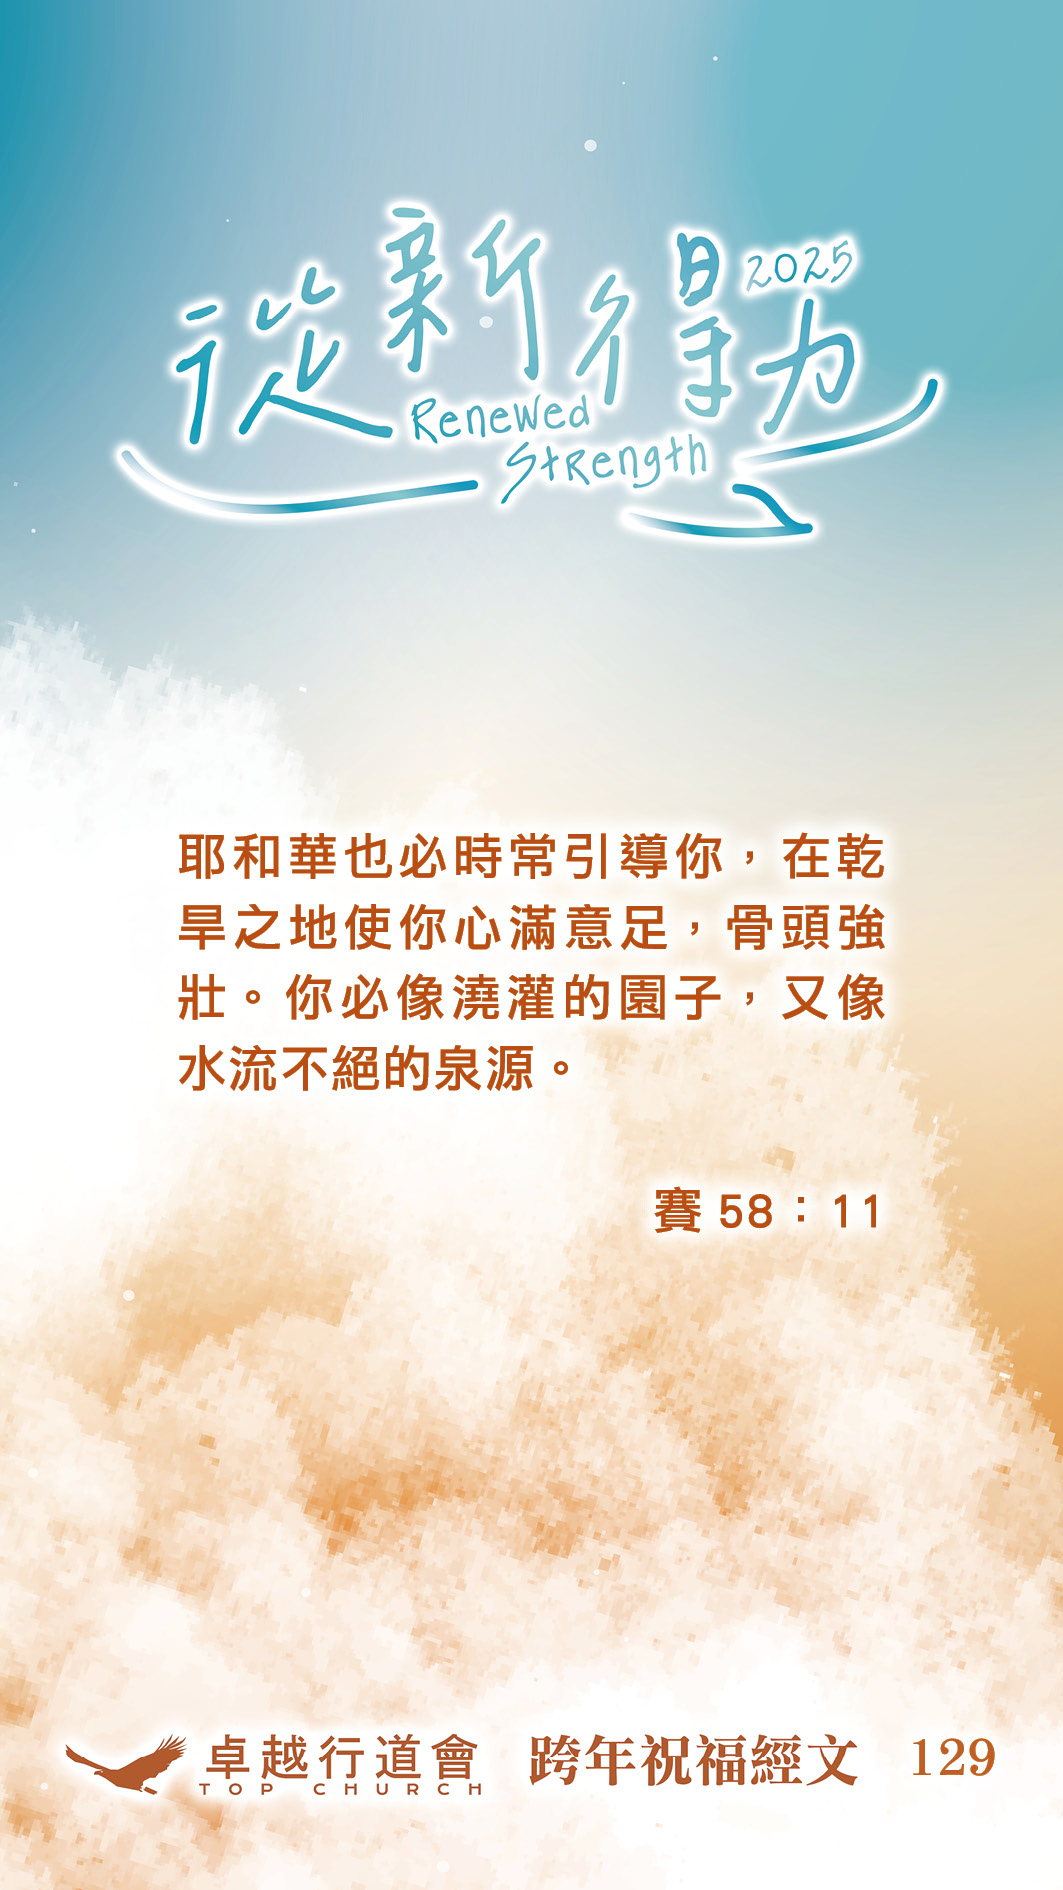 從新得力 2025
Renewed
Strength
耶和華也必時常引導你，在乾
旱之地使你心滿意足，骨頭強
壯。你必像澆灌的園子，又像
水流不絕的泉源。
賽 58：11
卓越行道會 跨年祝福經文 129
TOP CHURCH